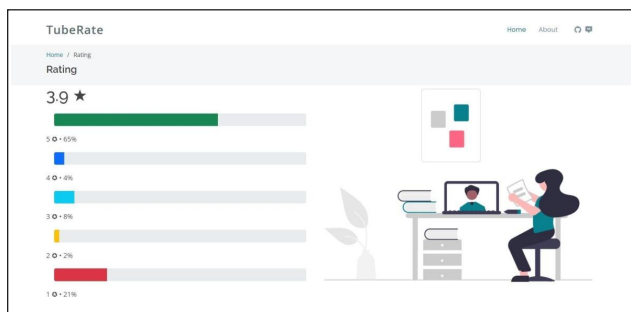 TubeRate
Home About
Home / Rating
Rating
3.9 ★
5 ✪ • 65%
4 ✪ • 4%
3 ✪ • 8%
2 ✪ • 2%
1 ✪ • 21%